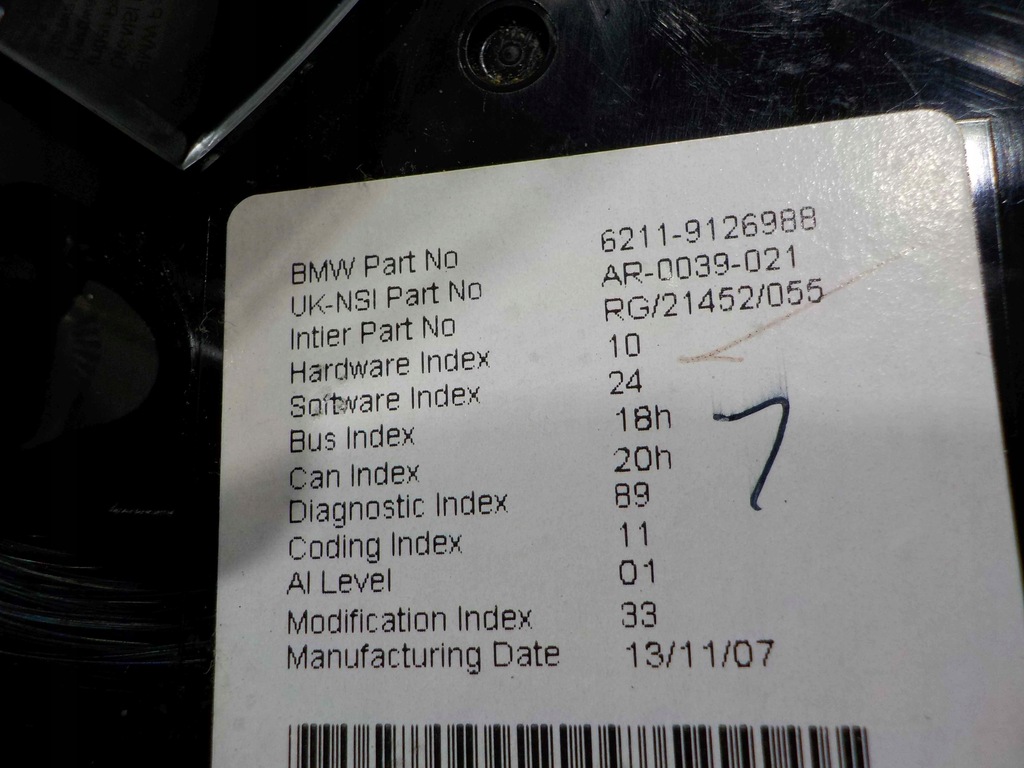 BMW Part No 6211-9126988
UK-NSI Part No AR-0039-021
Intier Part No RG/21452/055
Hardware Index 10
Software Index 24
Bus Index 18h
Can Index 20h
Diagnostic Index 89
Coding Index 11
AI Level 01
Modification Index 33
Manufacturing Date 13/11/07
7